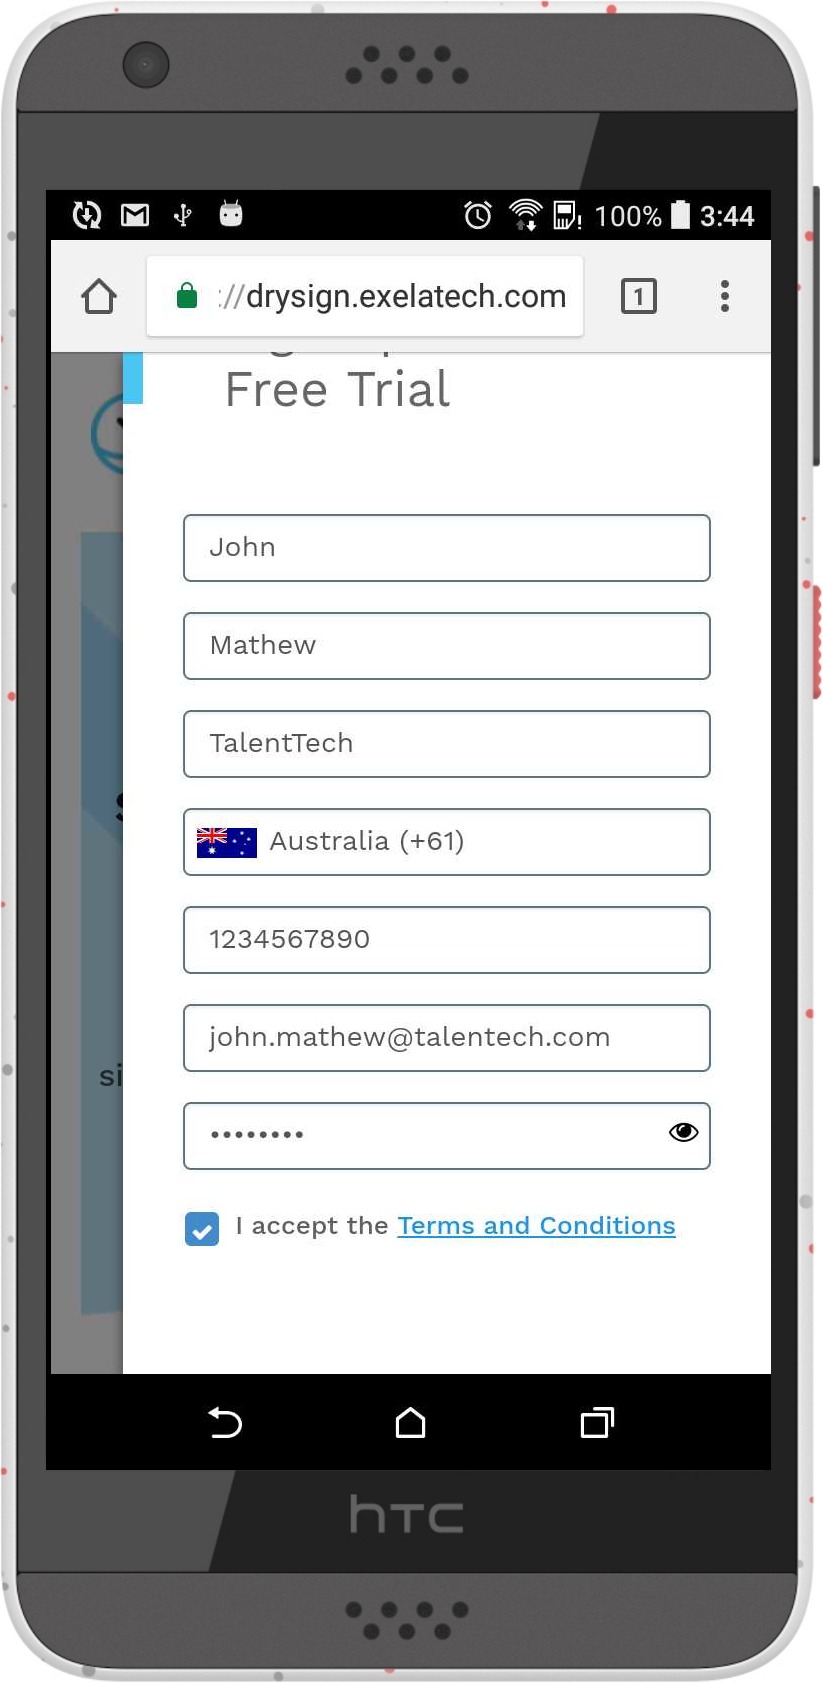 100% 3:44
://drysign.exelatech.com 1
Free Trial
John
Mathew
TalentTech
Australia (+61)
1234567890
john.mathew@talentech.com
••••••••
I accept the Terms and Conditions
si
hTC